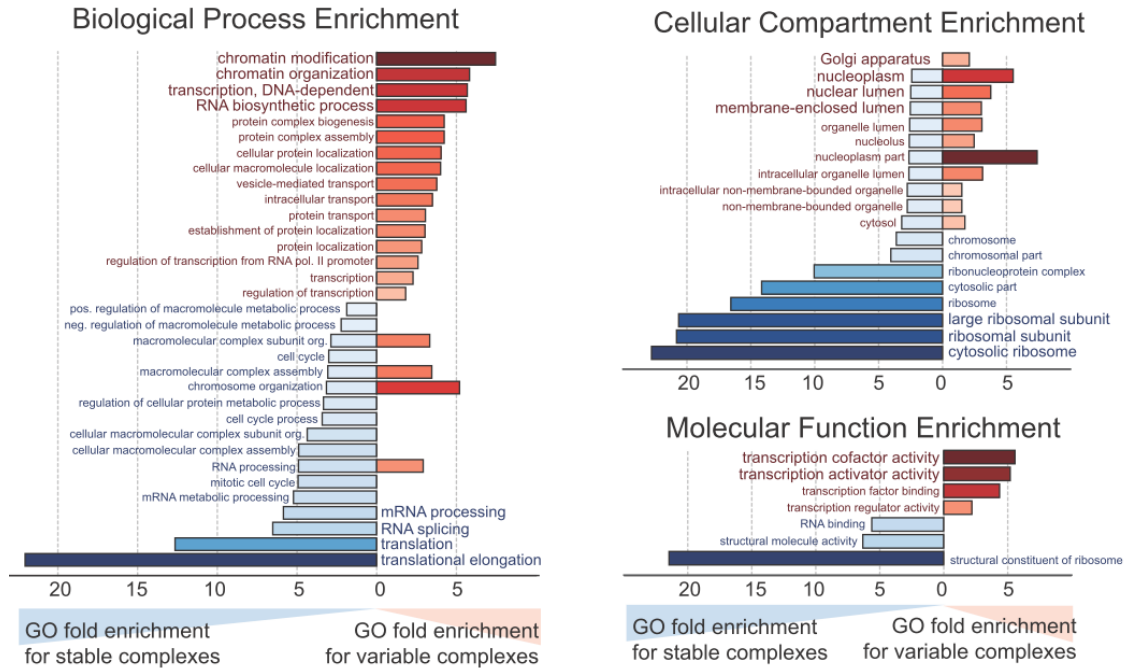 Biological Process Enrichment
20 15 10 5 0 5
chromatin modification
chromatin organization
transcription, DNA-dependent
RNA biosynthetic process
protein complex biogenesis
protein complex assembly
cellular protein localization
cellular macromolecule localization
vesicle-mediated transport
intracellular transport
protein transport
establishment of protein localization
protein localization
regulation of transcription from RNA pol. II promoter
transcription
regulation of transcription
pos. regulation of macromolecule metabolic process
neg. regulation of macromolecule metabolic process
macromolecular complex subunit org.
cell cycle
macromolecular complex assembly
chromosome organization
regulation of cellular protein metabolic process
cell cycle process
cellular macromolecular complex subunit org.
cellular macromolecular complex assembly
RNA processing
mitotic cell cycle
mRNA metabolic processing
mRNA processing
RNA splicing
translation
translational elongation
20 15 10 5 0 5
GO fold enrichment
for stable complexes
GO fold enrichment
for variable complexes
Cellular Compartment Enrichment
Golgi apparatus
nucleoplasm
nuclear lumen
membrane-enclosed lumen
organelle lumen
nucleolus
nucleoplasm part
intracellular organelle lumen
intracellular non-membrane-bounded organelle
non-membrane-bounded organelle
cytosol
chromosome
chromosomal part
ribonucleoprotein complex
cytosolic part
ribosome
large ribosomal subunit
ribosomal subunit
cytosolic ribosome
20 15 10 5 0 5
Molecular Function Enrichment
transcription cofactor activity
transcription activator activity
transcription factor binding
transcription regulator activity
RNA binding
structural molecule activity
structural constituent of ribosome
20 15 10 5 0 5
GO fold enrichment
for stable complexes
GO fold enrichment
for variable complexes